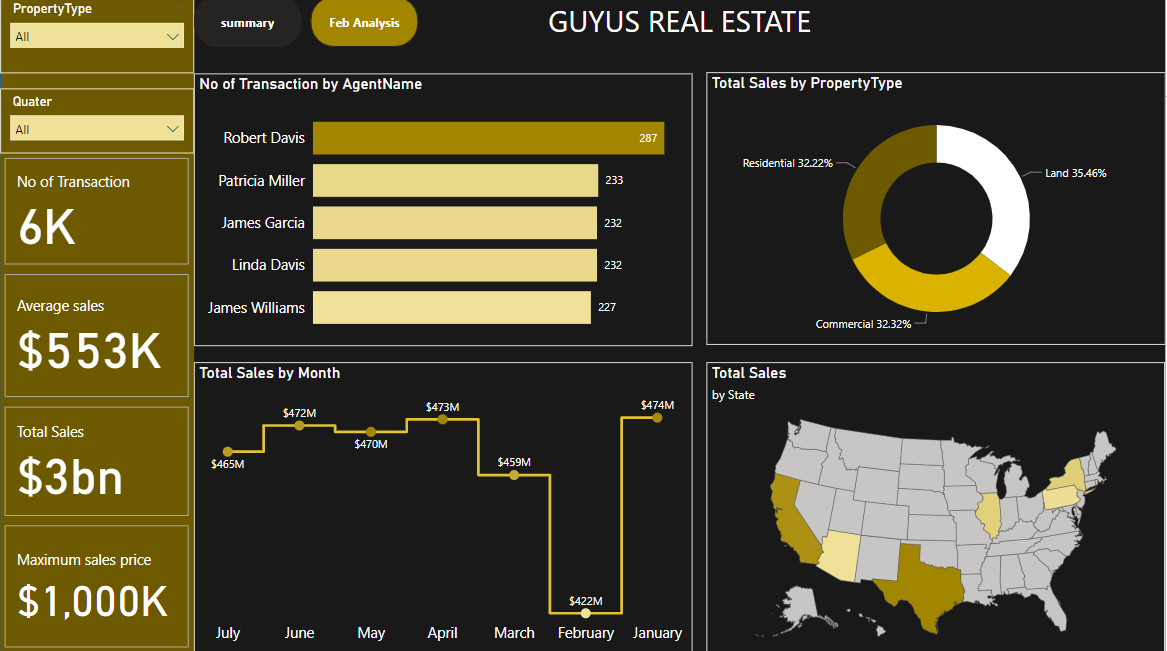 PropertyType
All
Quater
All
No of Transaction
6K
Average sales
$553K
Total Sales
$3bn
Maximum sales price
$1,000K
summary
Feb Analysis
GUYUS REAL ESTATE
No of Transaction by AgentName
Robert Davis 287
Patricia Miller 233
James Garcia 232
Linda Davis 232
James Williams 227
Total Sales by PropertyType
Residential 32.22%
Land 35.46%
Commercial 32.32%
Total Sales by Month
$465M
$472M
$470M
$473M
$459M
$422M
$474M
July June May April March February January
Total Sales
by State